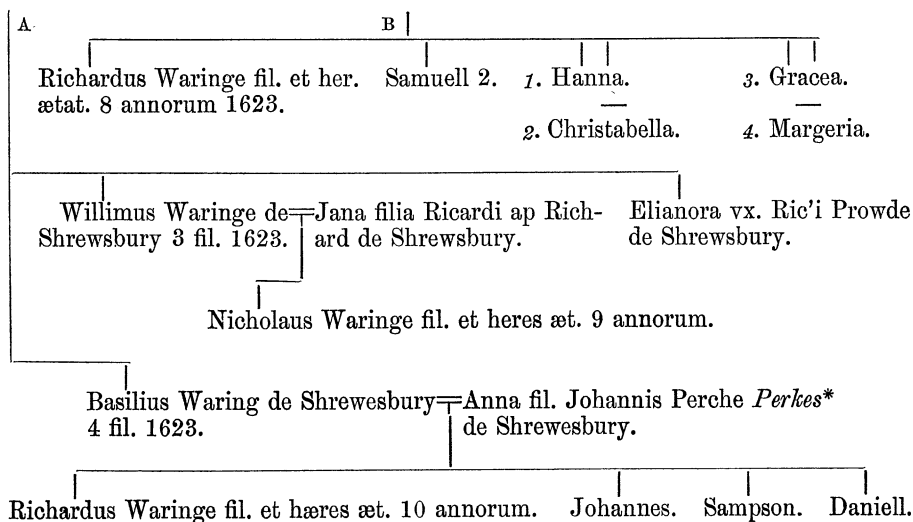 A B
Richardus Waringe fil. et her. Samuell 2. 1. Hanna. 3. Gracea.
ætat. 8 annorum 1623.
2. Christabella. 4. Margeria.
Willimus Waringe de Jana filia Ricardi ap Rich- Elianora vx. Ric'i Prowde
Shrewsbury 3 fil. 1623. ard de Shrewsbury. de Shrewsbury.
Nicholaus Waringe fil. et heres æt. 9 annorum.
Basilius Waring de Shrewesbury Anna fil. Johannis Perche Perkes*
4 fil. 1623. de Shrewesbury.
Richardus Waringe fil. et hæres æt. 10 annorum. Johannes. Sampson. Daniell.